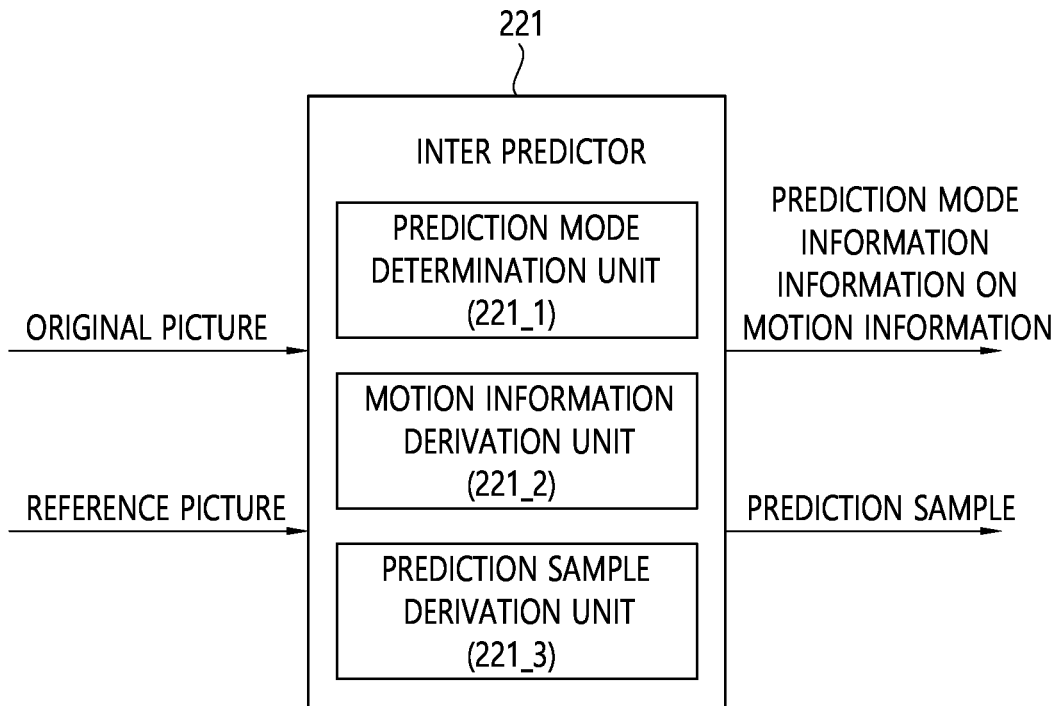 221
INTER PREDICTOR
PREDICTION MODE
DETERMINATION UNIT
(221_1)
MOTION INFORMATION
DERIVATION UNIT
(221_2)
PREDICTION SAMPLE
DERIVATION UNIT
(221_3)
ORIGINAL PICTURE
REFERENCE PICTURE
PREDICTION MODE
INFORMATION
INFORMATION ON
MOTION INFORMATION
PREDICTION SAMPLE